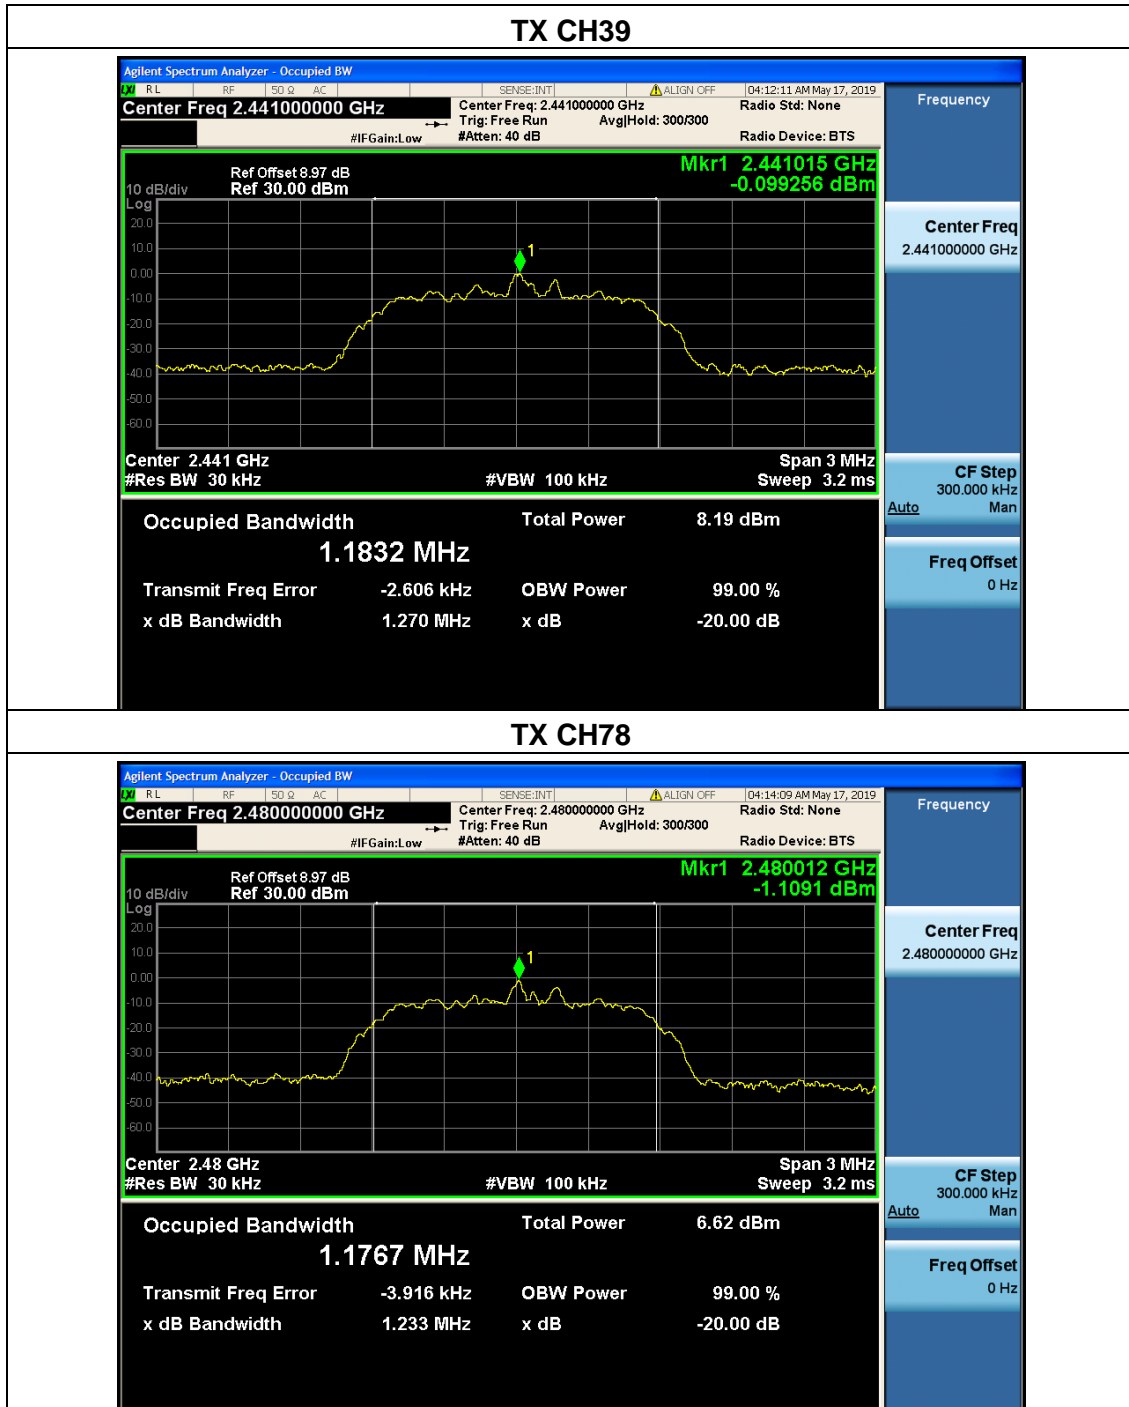 TX CH39
Agilent Spectrum Analyzer - Occupied BW
LXI RL RF 50 Ω AC SENSE:INT ALIGN OFF 04:12:11 AM May 17, 2019
Center Freq 2.441000000 GHz
Center Freq: 2.441000000 GHz Radio Std: None
Trig: Free Run Avg|Hold: 300/300
#IFGain:Low #Atten: 40 dB Radio Device: BTS
Frequency
Mkr1 2.441015 GHz
-0.099256 dBm
Ref Offset 8.97 dB
10 dB/div Ref 30.00 dBm
Log
20.0
10.0
0.00
-10.0
-20.0
-30.0
-40.0
-50.0
-60.0
1
Center 2.441 GHz Span 3 MHz
#Res BW 30 kHz #VBW 100 kHz Sweep 3.2 ms
Center Freq
2.441000000 GHz
CF Step
300.000 kHz
Auto Man
Freq Offset
0 Hz
Occupied Bandwidth Total Power 8.19 dBm
1.1832 MHz
Transmit Freq Error -2.606 kHz OBW Power 99.00 %
x dB Bandwidth 1.270 MHz x dB -20.00 dB
TX CH78
Agilent Spectrum Analyzer - Occupied BW
LXI RL RF 50 Ω AC SENSE:INT ALIGN OFF 04:14:09 AM May 17, 2019
Center Freq 2.480000000 GHz
Center Freq: 2.480000000 GHz Radio Std: None
Trig: Free Run Avg|Hold: 300/300
#IFGain:Low #Atten: 40 dB Radio Device: BTS
Frequency
Mkr1 2.480012 GHz
-1.1091 dBm
Ref Offset 8.97 dB
10 dB/div Ref 30.00 dBm
Log
20.0
10.0
0.00
-10.0
-20.0
-30.0
-40.0
-50.0
-60.0
1
Center 2.48 GHz Span 3 MHz
#Res BW 30 kHz #VBW 100 kHz Sweep 3.2 ms
Center Freq
2.480000000 GHz
CF Step
300.000 kHz
Auto Man
Freq Offset
0 Hz
Occupied Bandwidth Total Power 6.62 dBm
1.1767 MHz
Transmit Freq Error -3.916 kHz OBW Power 99.00 %
x dB Bandwidth 1.233 MHz x dB -20.00 dB